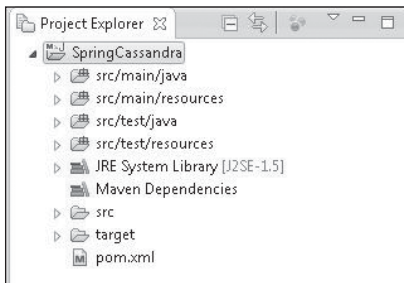 Project Explorer
SpringCassandra
src/main/java
src/main/resources
src/test/java
src/test/resources
JRE System Library [J2SE-1.5]
Maven Dependencies
src
target
pom.xml